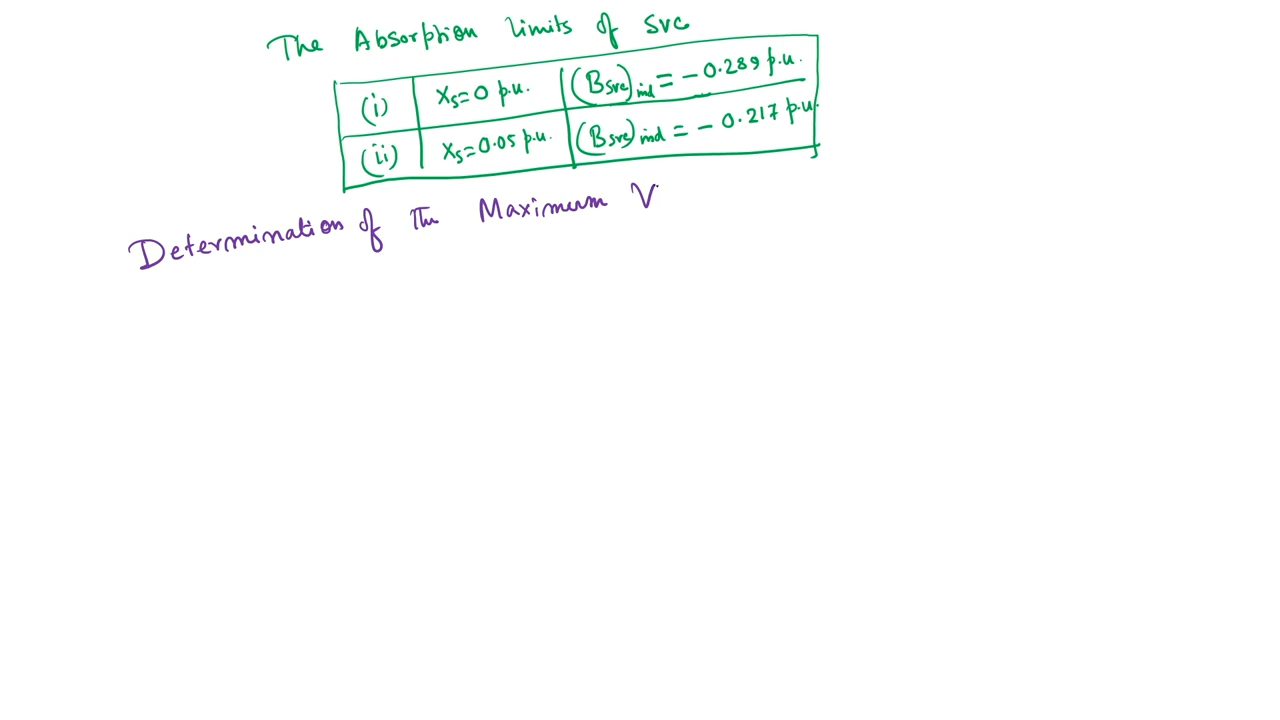 The Absorption limits of SVC
(i) Xs=0 p.u. (Bsvc)ind = - 0.289 p.u.
(ii) Xs=0.05 p.u. (Bsvc)ind = - 0.217 p.u.
Determination of The Maximum V